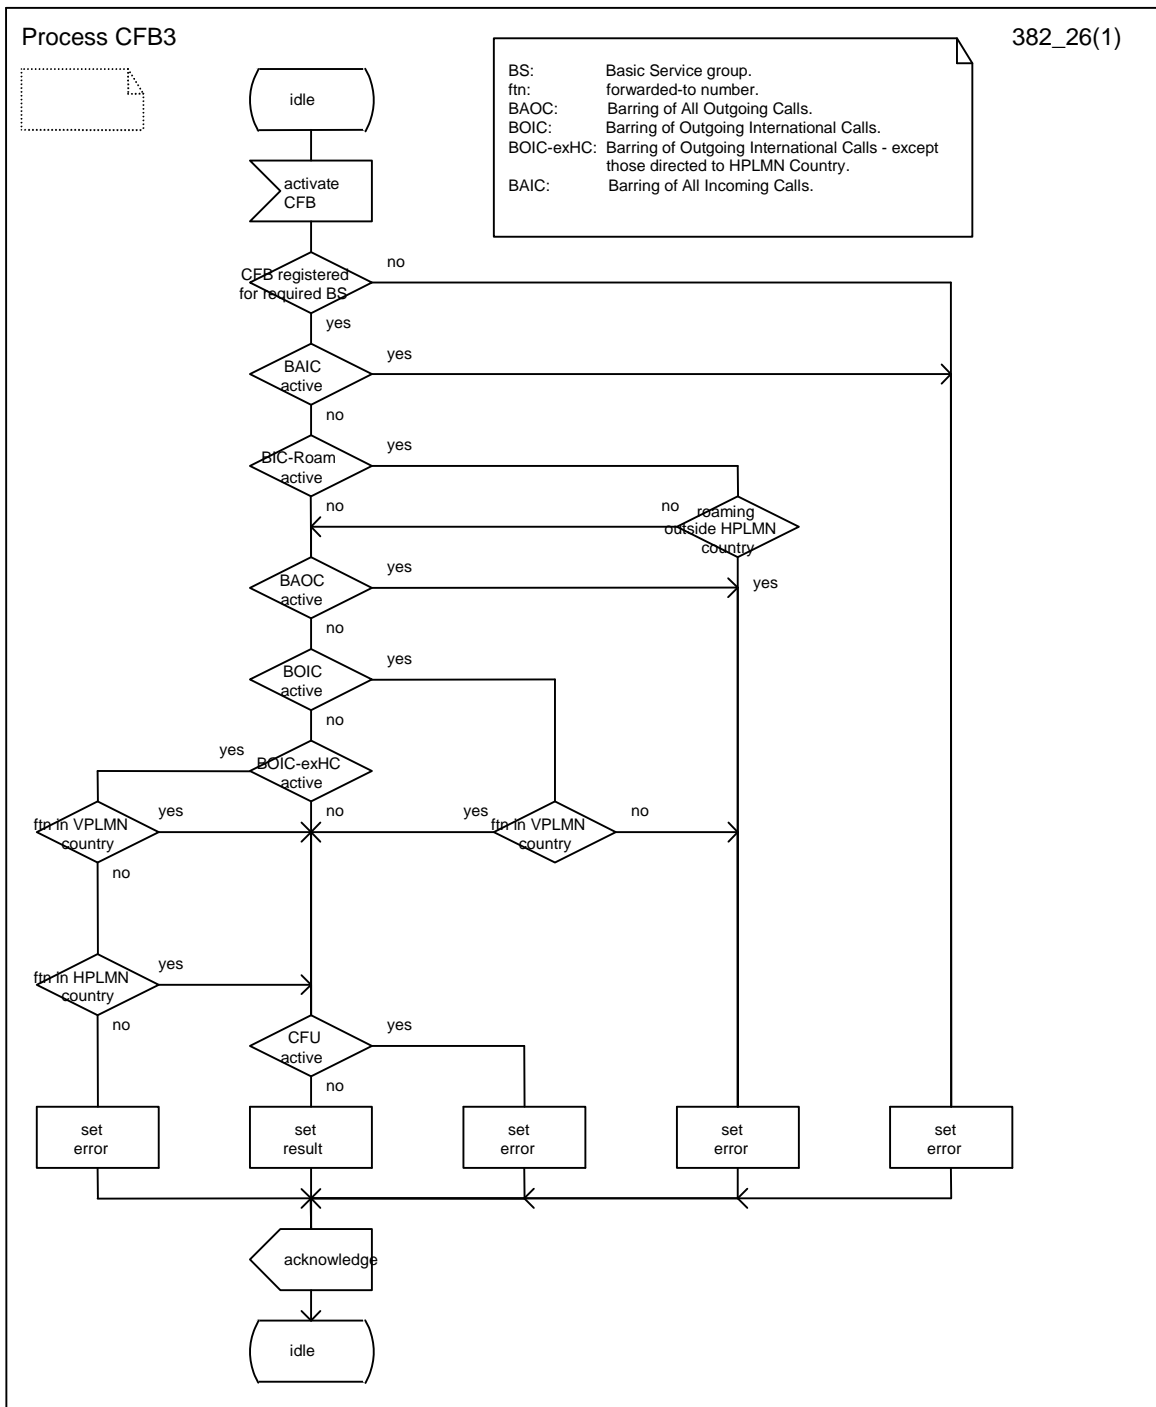 Process CFB3
382_26(1)
BS: Basic Service group.
ftn: forwarded-to number.
BAOC: Barring of All Outgoing Calls.
BOIC: Barring of Outgoing International Calls.
BOIC-exHC: Barring of Outgoing International Calls - except
those directed to HPLMN Country.
BAIC: Barring of All Incoming Calls.
idle
activate
CFB
CFB registered
for required BS
no
yes
BAIC
active
yes
no
BIC-Roam
active
yes
no
roaming
outside HPLMN
country
no
yes
BAOC
active
yes
no
BOIC
active
yes
no
BOIC-exHC
active
yes
no
ftn in VPLMN
country
yes
no
ftn in VPLMN
country
yes
no
ftn in HPLMN
country
yes
no
CFU
active
yes
no
set
error
set
result
set
error
set
error
set
error
acknowledge
idle